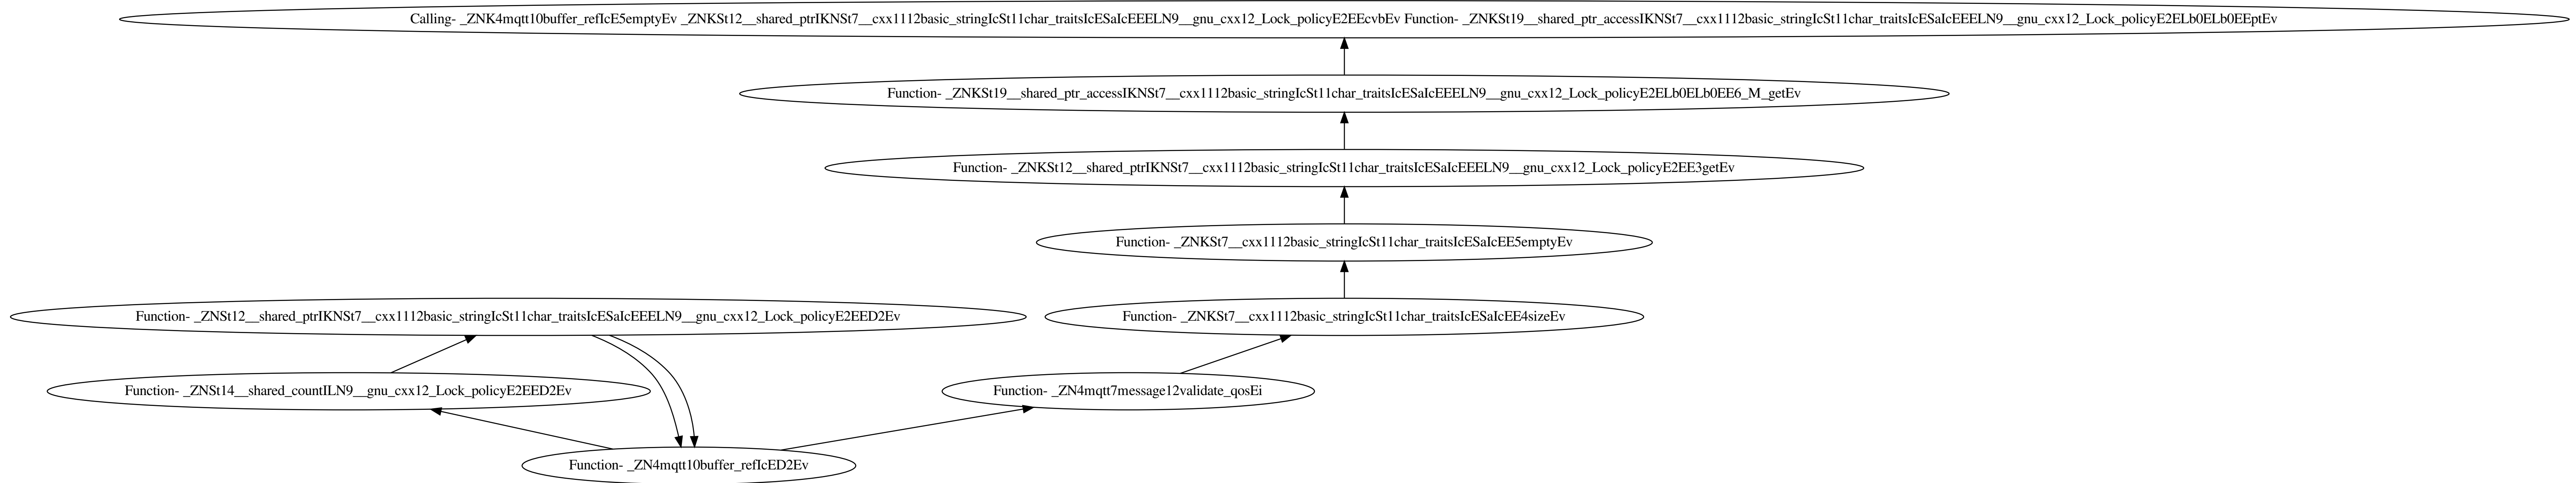 Calling- _ZNK4mqtt10buffer_refIcE5emptyEv _ZNKSt12__shared_ptrIKNSt7__cxx1112basic_stringIcSt11char_traitsIcESaIcEEELN9__gnu_cxx12_Lock_policyE2EEcvbEv Function- _ZNKSt19__shared_ptr_accessIKNSt7__cxx1112basic_stringIcSt11char_traitsIcESaIcEEELN9__gnu_cxx12_Lock_policyE2ELb0ELb0EEptEv
Function- _ZNKSt19__shared_ptr_accessIKNSt7__cxx1112basic_stringIcSt11char_traitsIcESaIcEEELN9__gnu_cxx12_Lock_policyE2ELb0ELb0EE6_M_getEv
Function- _ZNKSt12__shared_ptrIKNSt7__cxx1112basic_stringIcSt11char_traitsIcESaIcEEELN9__gnu_cxx12_Lock_policyE2EE3getEv
Function- _ZNKSt7__cxx1112basic_stringIcSt11char_traitsIcESaIcEE5emptyEv
Function- _ZNSt12__shared_ptrIKNSt7__cxx1112basic_stringIcSt11char_traitsIcESaIcEEELN9__gnu_cxx12_Lock_policyE2EED2Ev
Function- _ZNKSt7__cxx1112basic_stringIcSt11char_traitsIcESaIcEE4sizeEv
Function- _ZNSt14__shared_countILN9__gnu_cxx12_Lock_policyE2EED2Ev
Function- _ZN4mqtt7message12validate_qosEi
Function- _ZN4mqtt10buffer_refIcED2Ev